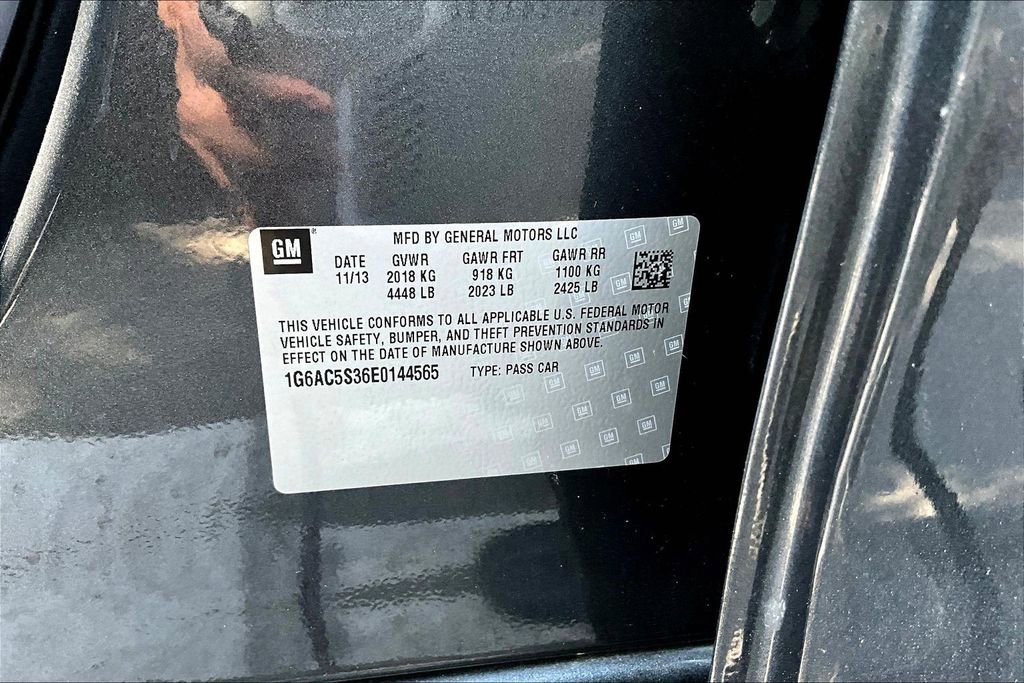 GM
MFD BY GENERAL MOTORS LLC
DATE GVWR GAWR FRT GAWR RR
11/13 2018 KG 918 KG 1100 KG
4448 LB 2023 LB 2425 LB
THIS VEHICLE CONFORMS TO ALL APPLICABLE U.S. FEDERAL MOTOR
VEHICLE SAFETY, BUMPER, AND THEFT PREVENTION STANDARDS IN
EFFECT ON THE DATE OF MANUFACTURE SHOWN ABOVE.
1G6AC5S36E0144565 TYPE: PASS CAR